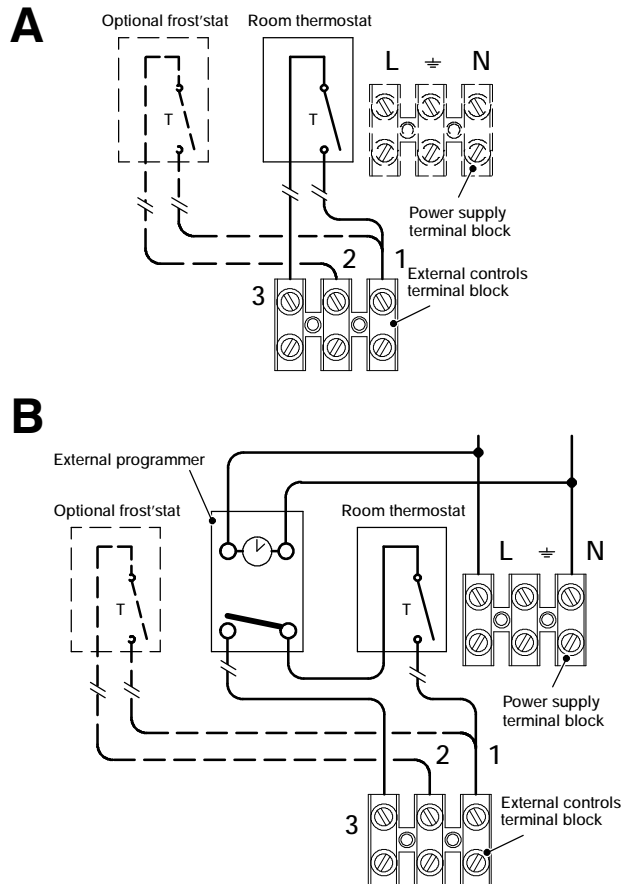 A
Optional frost'stat
Room thermostat
L
N
T
T
Power supply
terminal block
2
1
External controls
terminal block
3
B
External programmer
Optional frost'stat
Room thermostat
L
N
T
T
Power supply
terminal block
2
1
External controls
terminal block
3